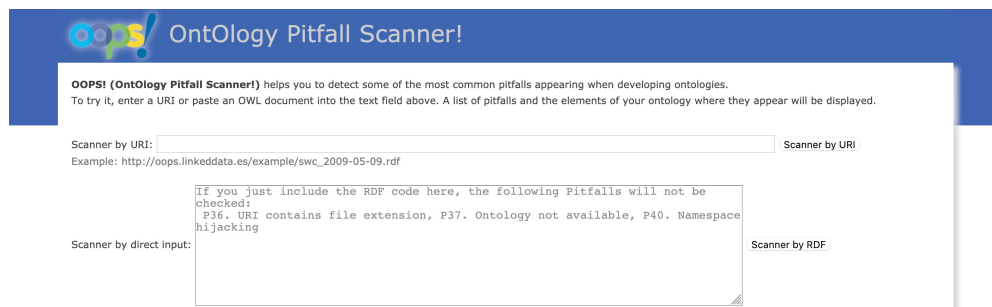 oops! OntOlogy Pitfall Scanner!
OOPS! (OntOlogy Pitfall Scanner!) helps you to detect some of the most common pitfalls appearing when developing ontologies.
To try it, enter a URI or paste an OWL document into the text field above. A list of pitfalls and the elements of your ontology where they appear will be displayed.
Scanner by URI: Scanner by URI
Example: http://oops.linkeddata.es/example/swc_2009-05-09.rdf
If you just include the RDF code here, the following Pitfalls will not be
checked:
P36. URI contains file extension, P37. Ontology not available, P40. Namespace
hijacking
Scanner by direct input: Scanner by RDF